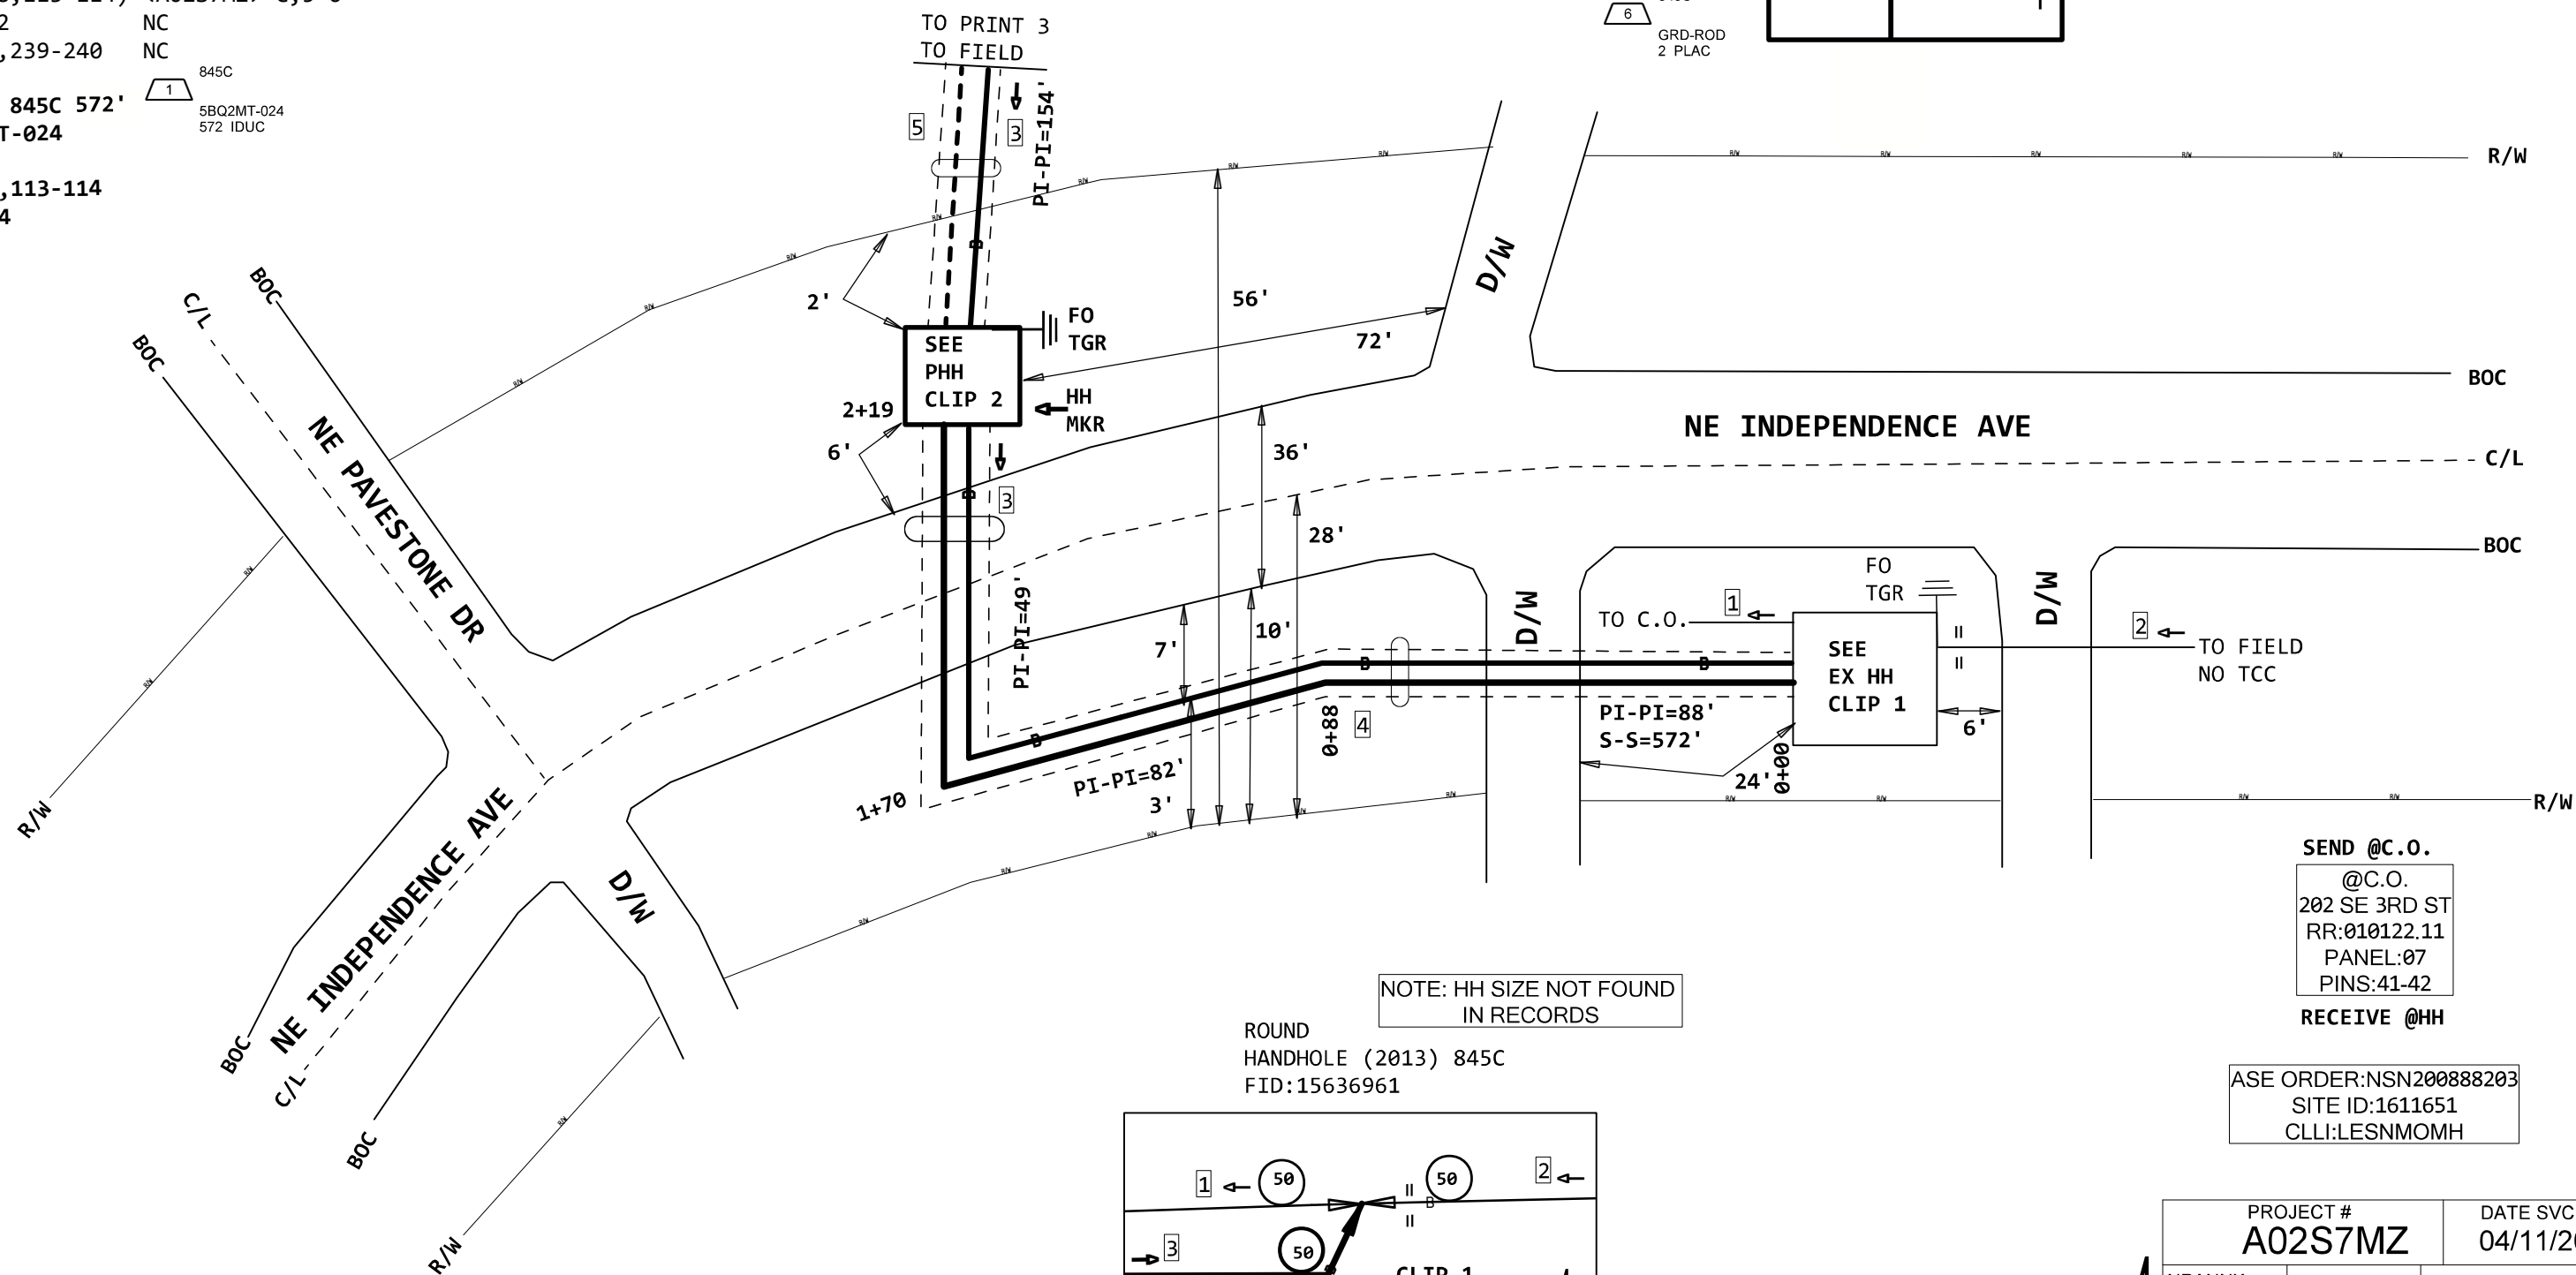 2 NC
,239-240 NC
845C
1
845C 572'
5BQ2MT-024
572 IDUC
T-024
,113-114
4
TO PRINT 3
TO FIELD
5
3
PI-PI=154'
6
GRD-ROD
2 PLAC
R/W
R/W
R/W
R/W
R/W
R/W
R/W
R/W
R/W
R/W
R/W
R/W
R/W
R/W
D/W
2'
56'
72'
FO
TGR
SEE
PHH
CLIP 2
HH
MKR
2+19
6'
3
36'
28'
BOC
BOC
C/L
BOC
NE PAVESTONE DR
NE INDEPENDENCE AVE
C/L
BOC
PI-PI=49'
7'
10'
D/W
D/W
FO
TGR
TO C.O.
1
2
TO FIELD
NO TCC
SEE
EX HH
CLIP 1
B
B
B
B
B
PI-PI=88'
S-S=572'
0+88
4
24'
0+00
6'
PI-PI=82'
3'
1+70
R/W
R/W
R/W
R/W
R/W
R/W
R/W
R/W
R/W
R/W
R/W
R/W
R/W
R/W
NE INDEPENDENCE AVE
D/W
BOC
C/L
BOC
R/W
R/W
SEND @C.O.
@C.O.
202 SE 3RD ST
RR:010122.11
PANEL:07
PINS:41-42
RECEIVE @HH
NOTE: HH SIZE NOT FOUND
IN RECORDS
ROUND
HANDHOLE (2013) 845C
FID:15636961
ASE ORDER:NSN200888203
SITE ID:1611651
CLLI:LESNMOMH
1
50
50
2
B
3
50
CLIP 1
PROJECT #
A02S7MZ
DATE SVC
04/11/20